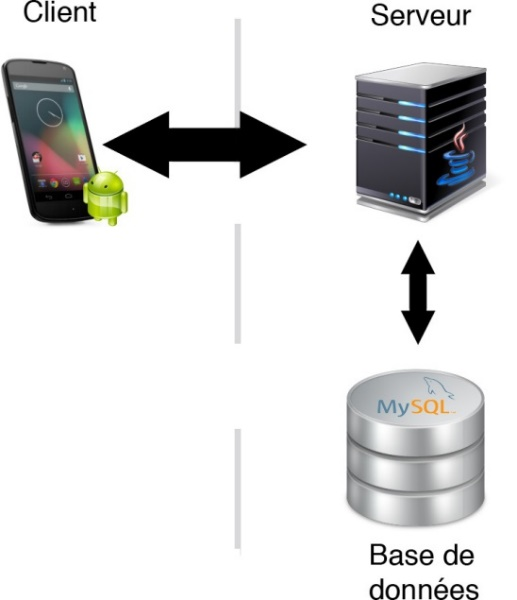 Client
Serveur
MySQL
Base de
données